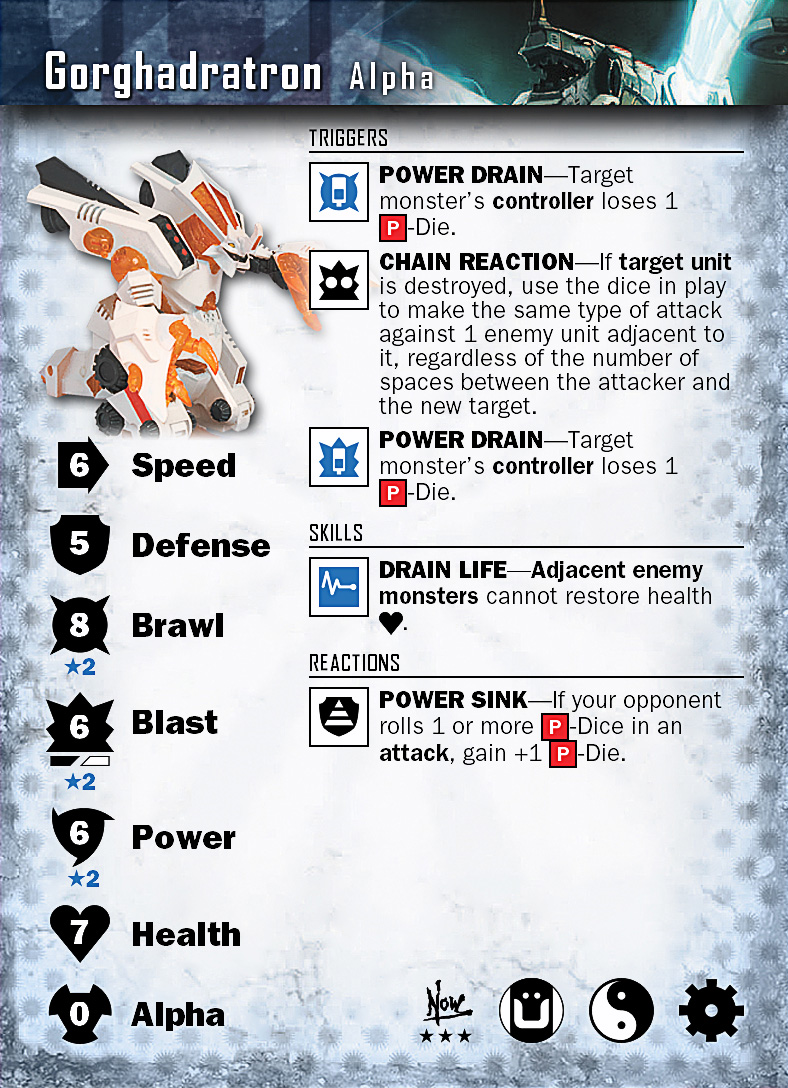 Gorghadratron Alpha
TRIGGERS
POWER DRAIN—Target
monster's controller loses 1
P-Die.
CHAIN REACTION—If target unit
is destroyed, use the dice in play
to make the same type of attack
against 1 enemy unit adjacent to
it, regardless of the number of
spaces between the attacker and
the new target.
POWER DRAIN—Target
monster's controller loses 1
P-Die.
SKILLS
DRAIN LIFE—Adjacent enemy
monsters cannot restore health
♥.
REACTIONS
POWER SINK—If your opponent
rolls 1 or more P-Dice in an
attack, gain +1 P-Die.
6 Speed
5 Defense
8 Brawl
★2
6 Blast
★2
6 Power
★2
7 Health
0 Alpha
Now
★★★